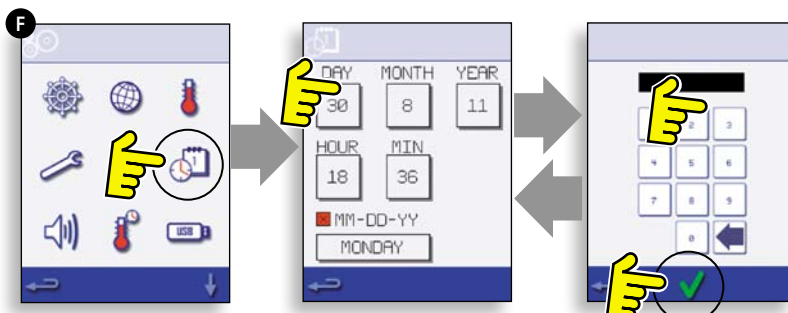 F
1
USB
DAY MONTH YEAR
30 8 11
HOUR MIN
18 36
MM-DD-YY
MONDAY
2 3
4 5 6
7 8 9
0